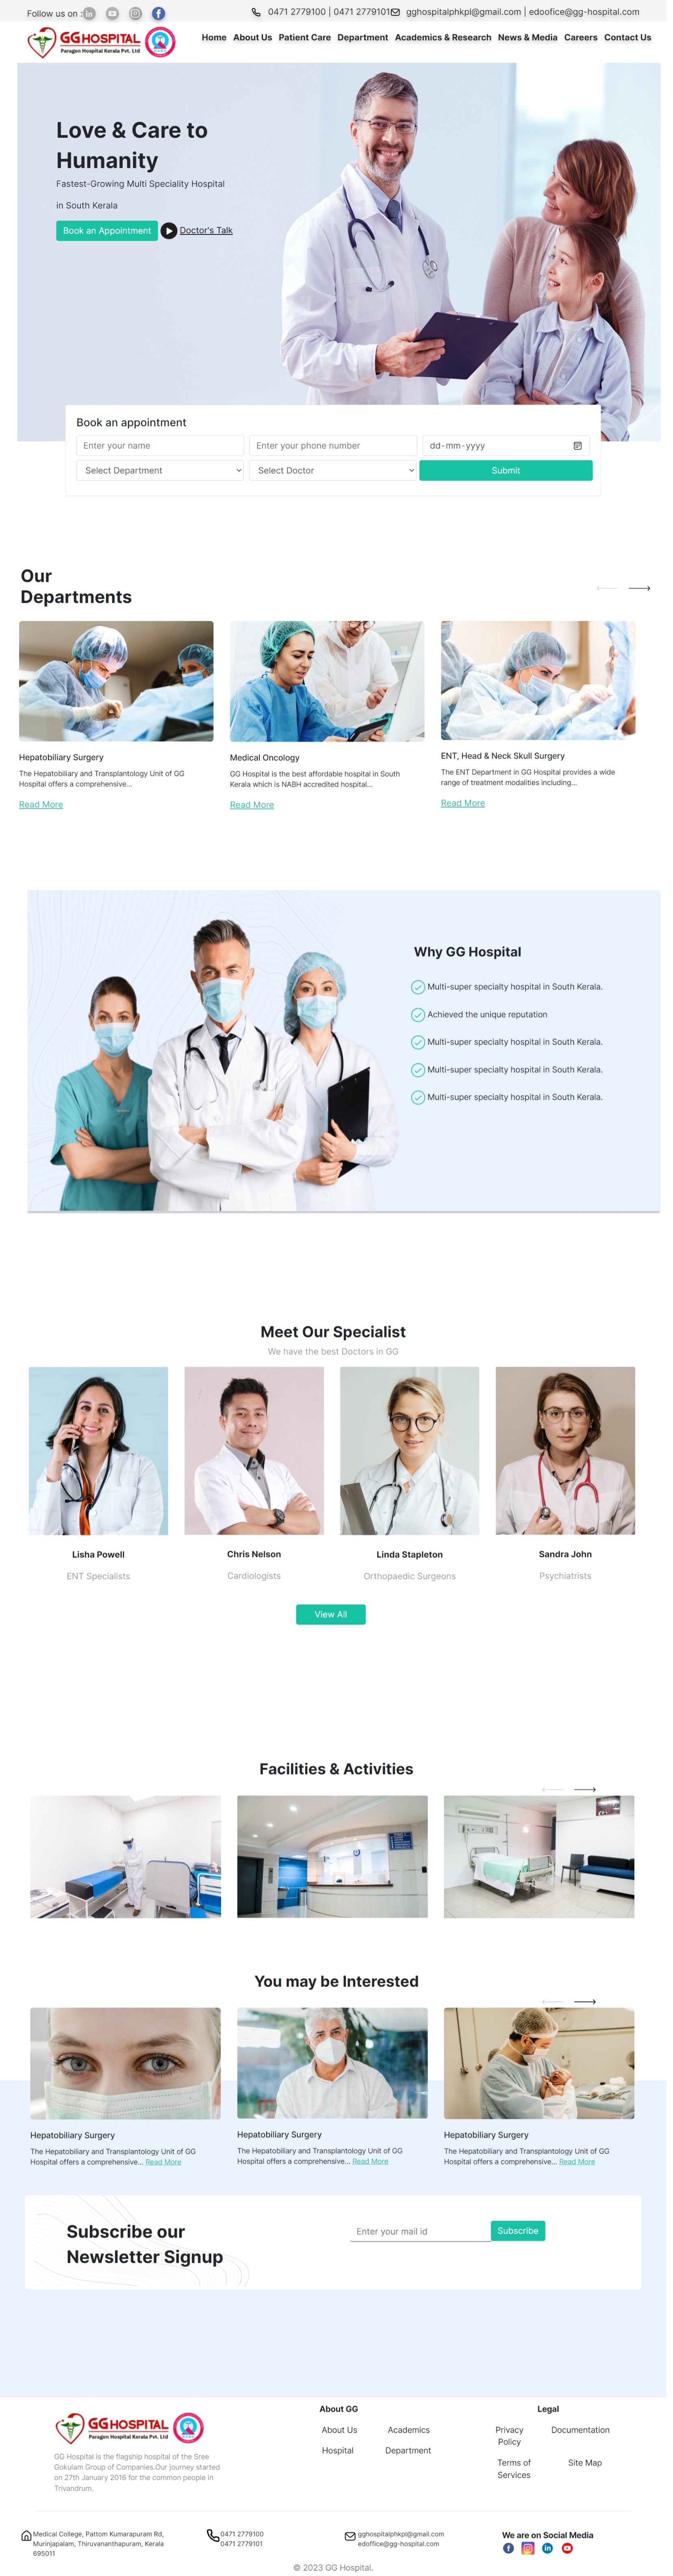 Follow us on :
0471 2779100 | 0471 2779101
gghospitalphkpl@gmail.com | edoofice@gg-hospital.com
GG HOSPITAL
Paragon Hospital Kerala Pvt. Ltd
Home About Us Patient Care Department Academics & Research News & Media Careers Contact Us
Love & Care to
Humanity
Fastest-Growing Multi Speciality Hospital
in South Kerala
Book an Appointment
Doctor's Talk
Book an appointment
Enter your name
Enter your phone number
dd-mm-yyyy
Select Department
Select Doctor
Submit
Our
Departments
Hepatobiliary Surgery
The Hepatobiliary and Transplantology Unit of GG
Hospital offers a comprehensive...
Read More
Medical Oncology
GG Hospital is the best affordable hospital in South
Kerala which is NABH accredited hospital...
Read More
ENT, Head & Neck Skull Surgery
The ENT Department in GG Hospital provides a wide
range of treatment modalities including...
Read More
Why GG Hospital
Multi-super specialty hospital in South Kerala.
Achieved the unique reputation
Multi-super specialty hospital in South Kerala.
Multi-super specialty hospital in South Kerala.
Multi-super specialty hospital in South Kerala.
Meet Our Specialist
We have the best Doctors in GG
Lisha Powell
ENT Specialists
Chris Nelson
Cardiologists
Linda Stapleton
Orthopaedic Surgeons
Sandra John
Psychiatrists
View All
Facilities & Activities
You may be Interested
Hepatobiliary Surgery
The Hepatobiliary and Transplantology Unit of GG
Hospital offers a comprehensive... Read More
Hepatobiliary Surgery
The Hepatobiliary and Transplantology Unit of GG
Hospital offers a comprehensive... Read More
Hepatobiliary Surgery
The Hepatobiliary and Transplantology Unit of GG
Hospital offers a comprehensive... Read More
Subscribe our
Newsletter Signup
Enter your mail id
Subscribe
GG HOSPITAL
Paragon Hospital Kerala Pvt. Ltd
GG Hospital is the flagship hospital of the Sree
Gokulam Group of Companies.Our journey started
on 27th January 2016 for the common people in
Trivandrum.
About GG
About Us
Academics
Hospital
Department
Legal
Privacy
Policy
Documentation
Terms of
Services
Site Map
Medical College, Pattom Kumarapuram Rd,
Murinjapalam, Thiruvananthapuram, Kerala
695011
0471 2779100
0471 2779101
gghospitalphkpl@gmail.com
edoffice@gg-hospital.com
We are on Social Media
© 2023 GG Hospital.